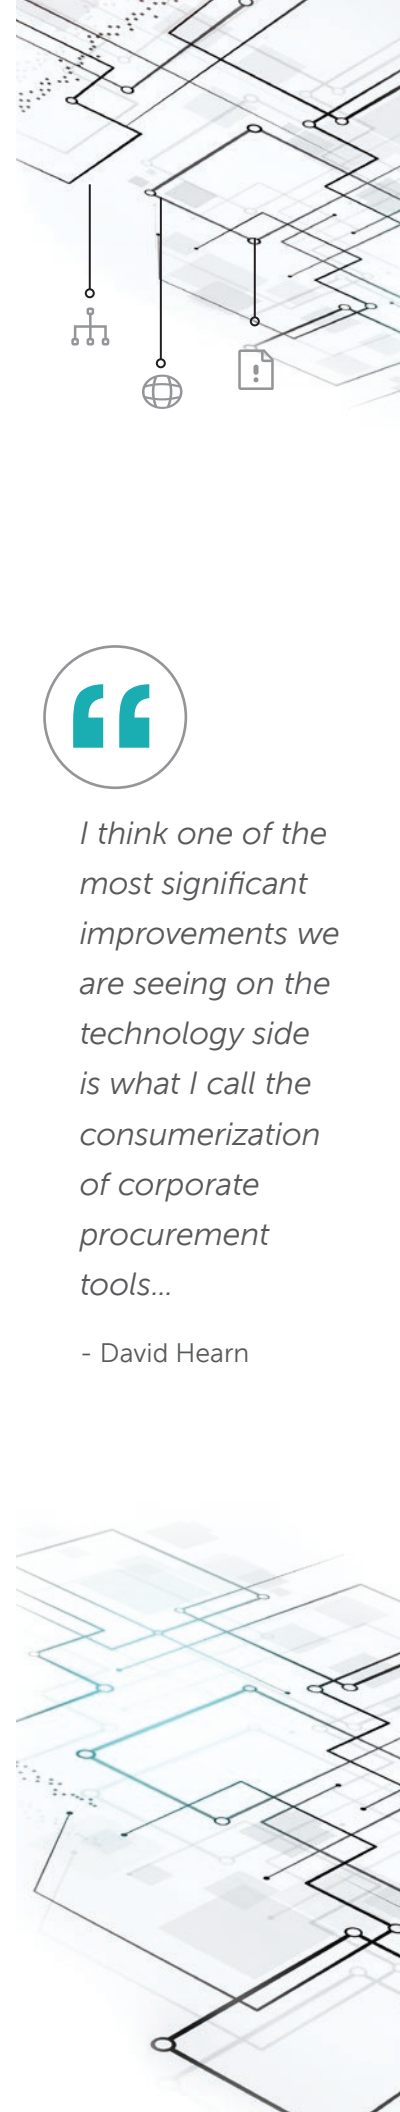 I think one of the
most significant
improvements we
are seeing on the
technology side
is what I call the
consumerization
of corporate
procurement
tools...
- David Hearn